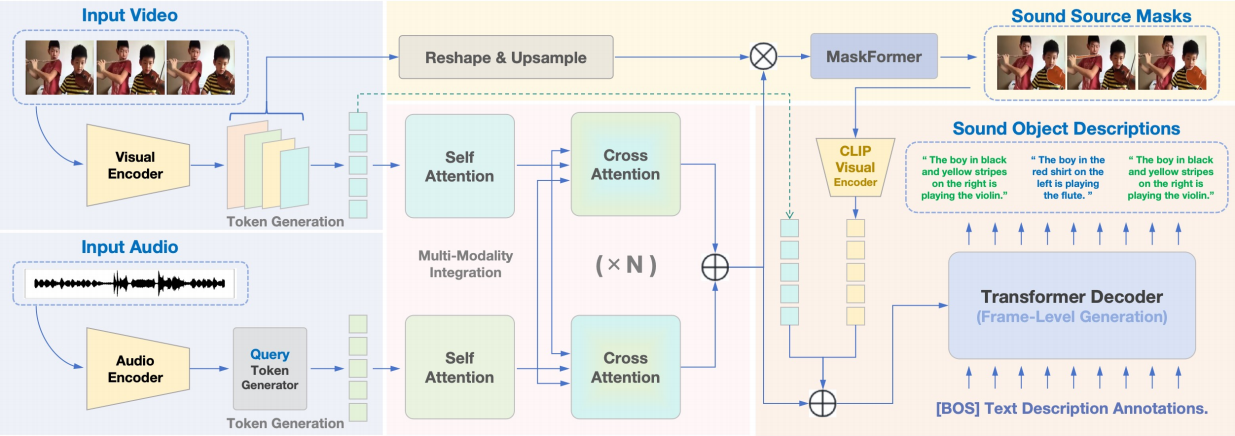 Input Video
Visual
Encoder
Token Generation
Input Audio
Audio
Encoder
Query
Token
Generator
Token Generation
Reshape & Upsample
MaskFormer
Sound Source Masks
Self
Attention
Cross
Attention
Multi-Modality
Integration
(× N)
Self
Attention
Cross
Attention
CLIP
Visual
Encoder
Sound Object Descriptions
“ The boy in black
and yellow stripes
on the right is
playing the violin.”
“ The boy in the
red shirt on the
left is playing
the flute. ”
“ The boy in black
and yellow stripes
on the right is
playing the violin.”
Transformer Decoder
(Frame-Level Generation)
[BOS] Text Description Annotations.